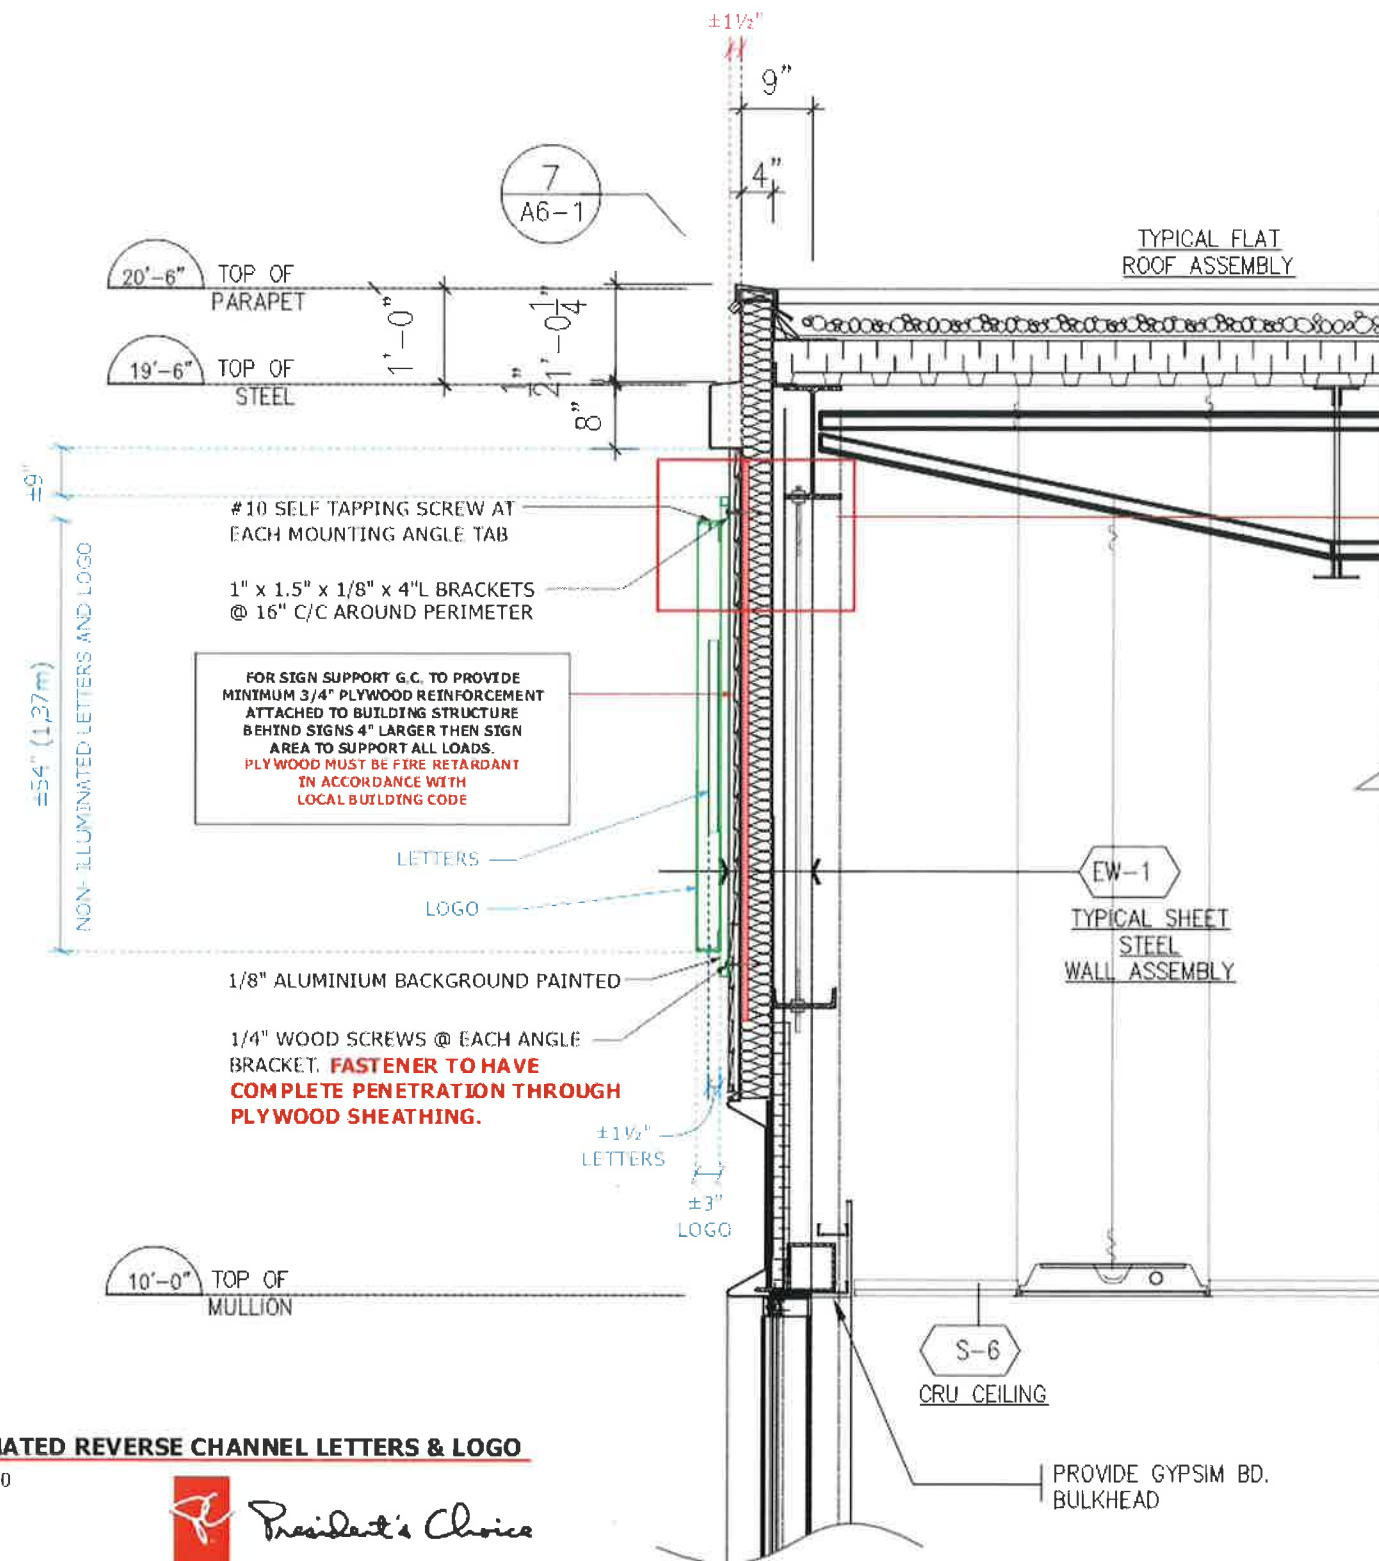 ±1½"
9"
4"
7
A6-1
TYPICAL FLAT
ROOF ASSEMBLY
20'-6"
TOP OF
PARAPET
19'-6"
TOP OF
STEEL
1'-0"
1'-0 1/4"
1/2"
8"
±9"
#10 SELF TAPPING SCREW AT
EACH MOUNTING ANGLE TAB
1" x 1.5" x 1/8" x 4"L BRACKETS
@ 16" C/C AROUND PERIMETER
±54" (1,37m)
NON- ILLUMINATED LETTERS AND LOGO
FOR SIGN SUPPORT G.C. TO PROVIDE
MINIMUM 3/4" PLYWOOD REINFORCEMENT
ATTACHED TO BUILDING STRUCTURE
BEHIND SIGNS 4" LARGER THEN SIGN
AREA TO SUPPORT ALL LOADS.
PLYWOOD MUST BE FIRE RETARDANT
IN ACCORDANCE WITH
LOCAL BUILDING CODE
LETTERS
LOGO
EW-1
TYPICAL SHEET
STEEL
WALL ASSEMBLY
1/8" ALUMINIUM BACKGROUND PAINTED
1/4" WOOD SCREWS @ EACH ANGLE
BRACKET. FASTENER TO HAVE
COMPLETE PENETRATION THROUGH
PLYWOOD SHEATHING.
±1½"
LETTERS
±3"
LOGO
10'-0"
TOP OF
MULLION
S-6
CRU CEILING
PROVIDE GYPSIM BD.
BULKHEAD
ATED REVERSE CHANNEL LETTERS & LOGO
0
President's Choice